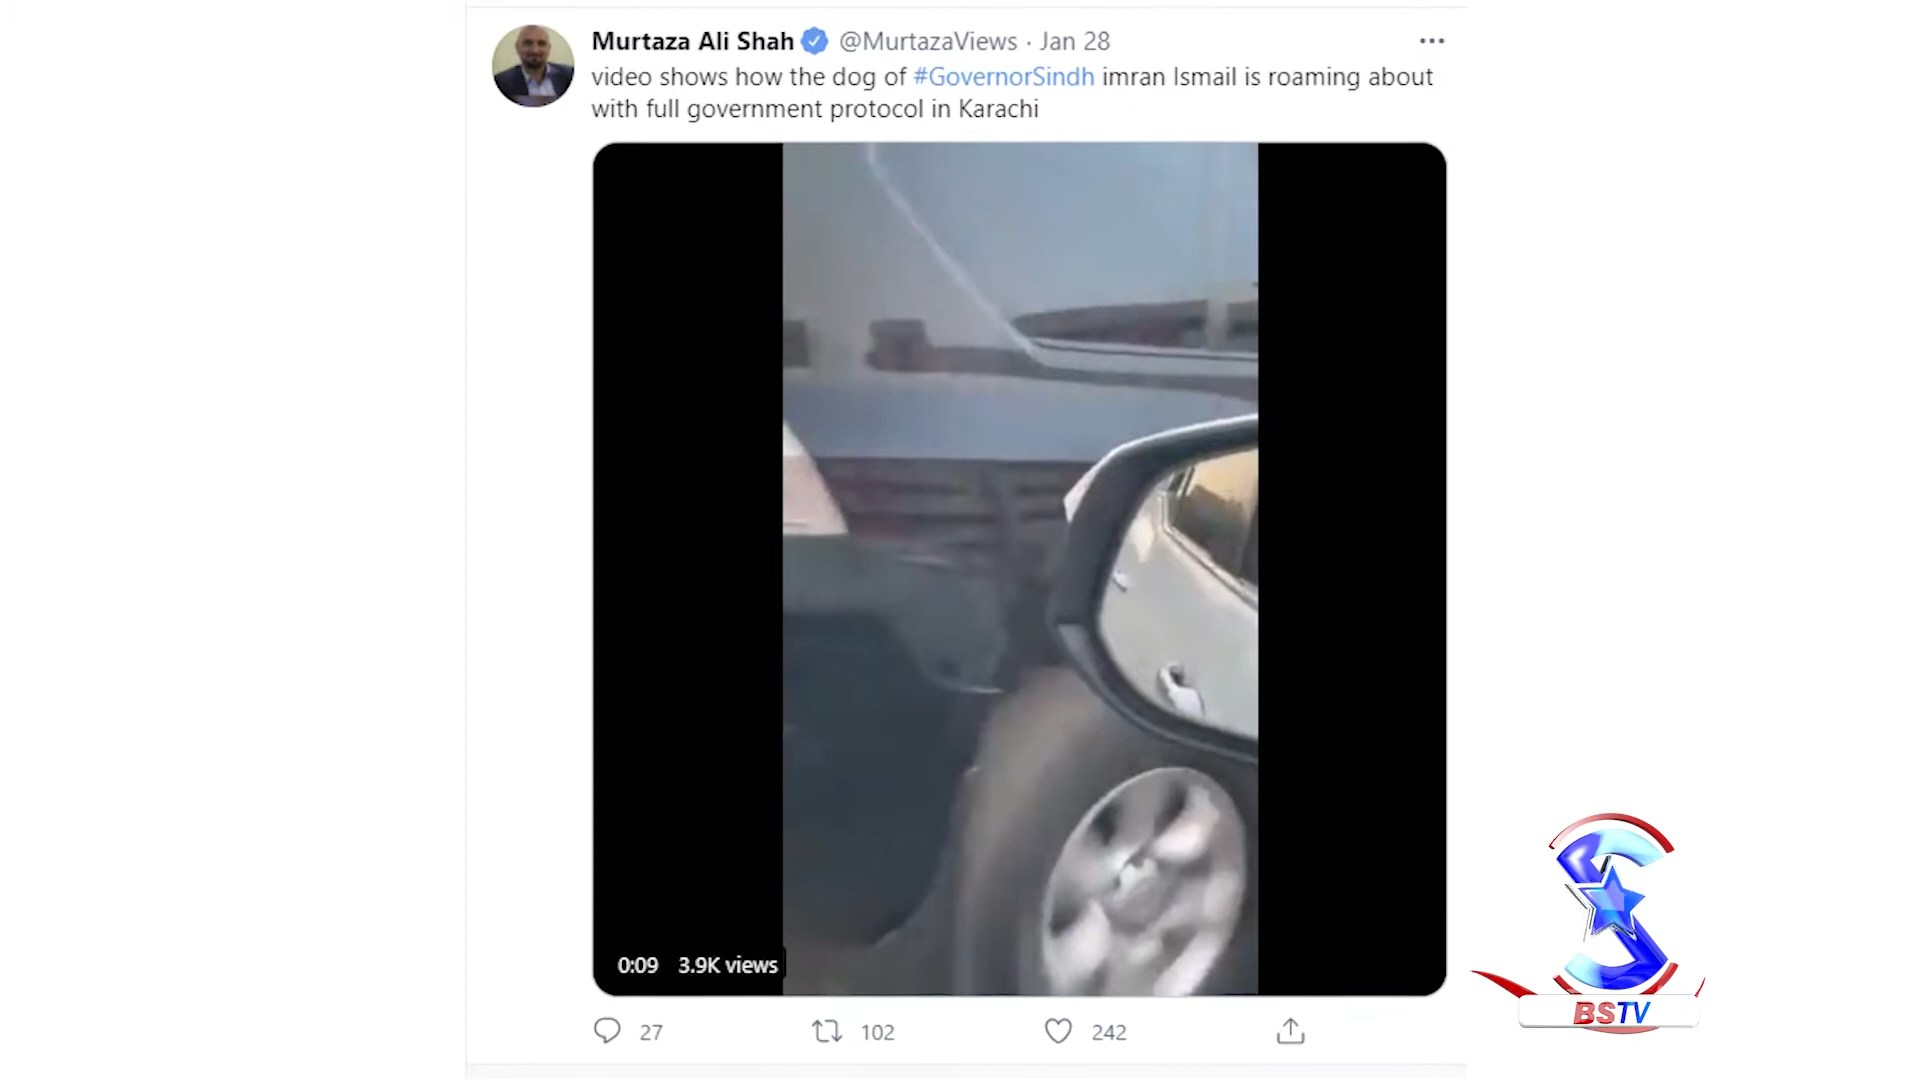 Murtaza Ali Shah @MurtazaViews · Jan 28
video shows how the dog of #GovernorSindh imran Ismail is roaming about
with full government protocol in Karachi
0:09 3.9K views
27 102 242
BSTV